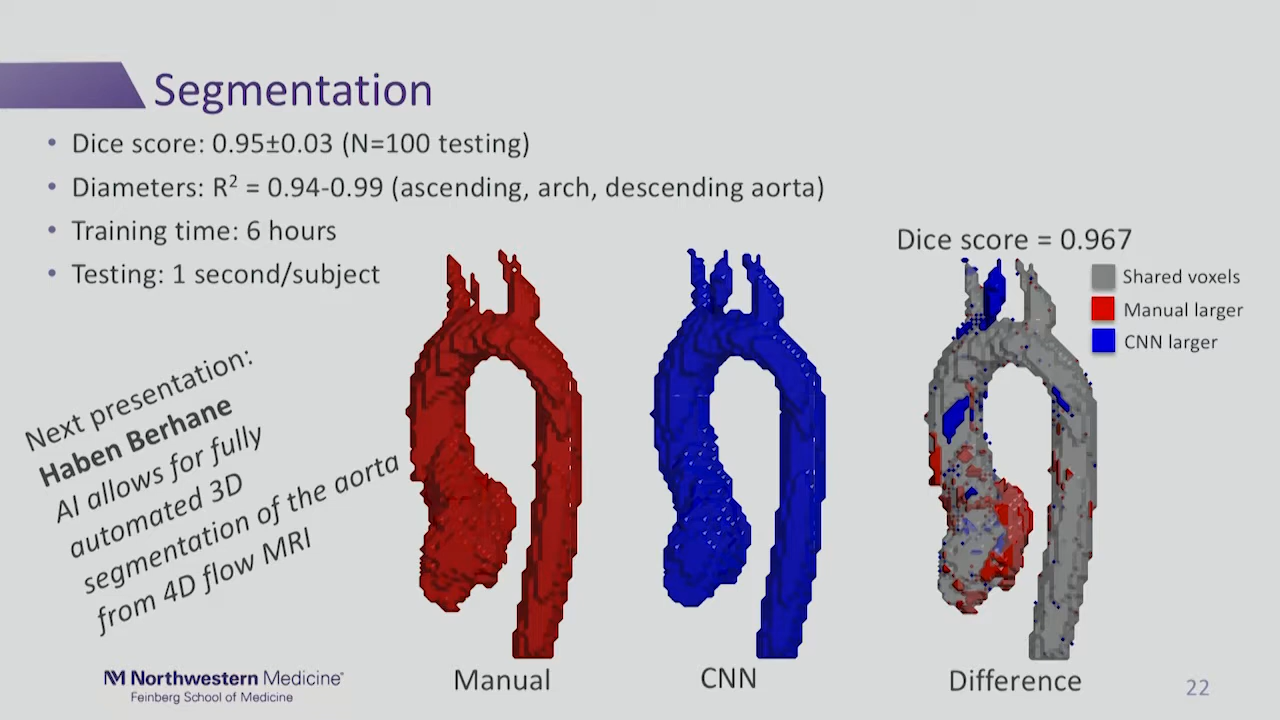 Segmentation
• Dice score: 0.95±0.03 (N=100 testing)
• Diameters: R² = 0.94-0.99 (ascending, arch, descending aorta)
• Training time: 6 hours
• Testing: 1 second/subject
Dice score = 0.967
Shared voxels
Manual larger
CNN larger
Next presentation:
Haben Berhane
AI allows for fully
automated 3D
segmentation of the aorta
from 4D flow MRI
Manual
CNN
Difference
Northwestern Medicine
Feinberg School of Medicine
22